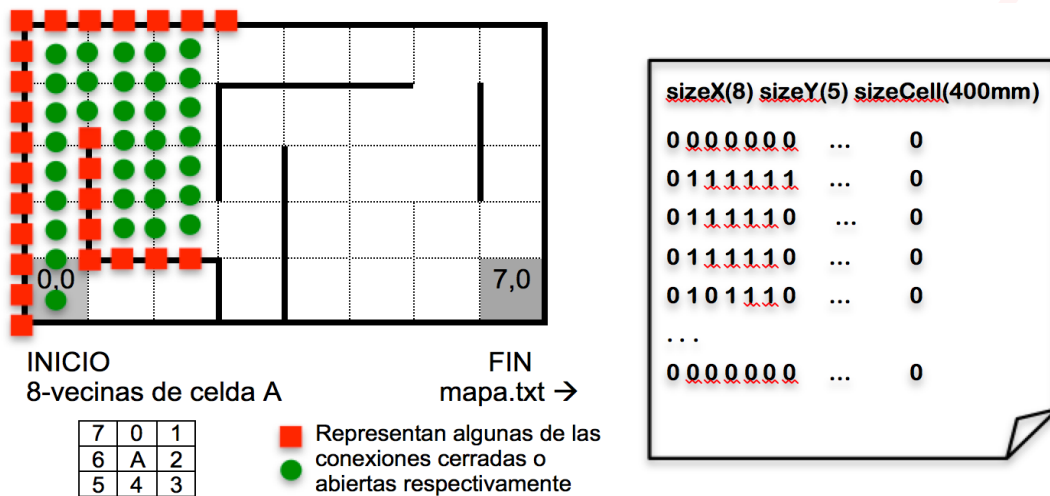 0,0
7,0
INICIO
FIN
8-vecinas de celda A
mapa.txt →
7 0 1
6 A 2
5 4 3
Representan algunas de las
conexiones cerradas o
abiertas respectivamente
sizeX(8) sizeY(5) sizeCell(400mm)
0 0 0 0 0 0 0 ... 0
0 1 1 1 1 1 1 ... 0
0 1 1 1 1 1 0 ... 0
0 1 1 1 1 1 0 ... 0
0 1 0 1 1 1 0 ... 0
...
0 0 0 0 0 0 0 ... 0